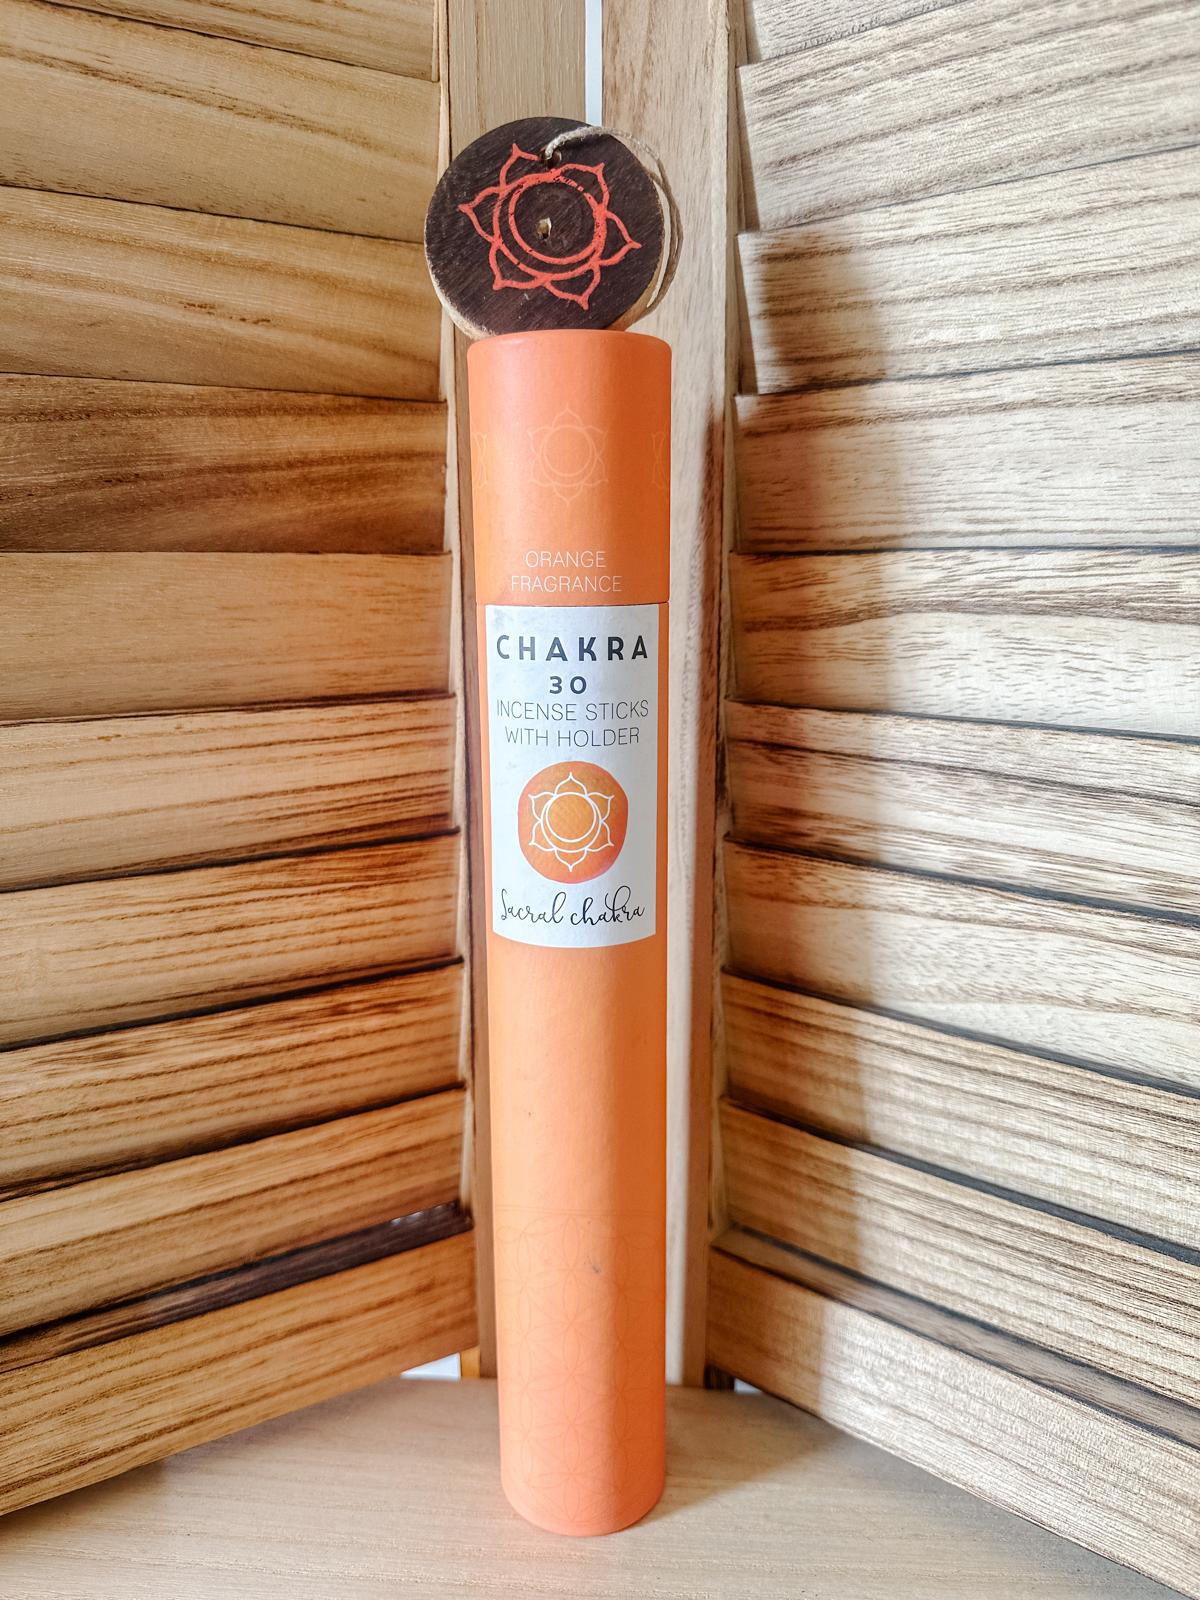 ORANGE
FRAGRANCE
CHAKRA
30
INCENSE STICKS
WITH HOLDER
Sacral chakra